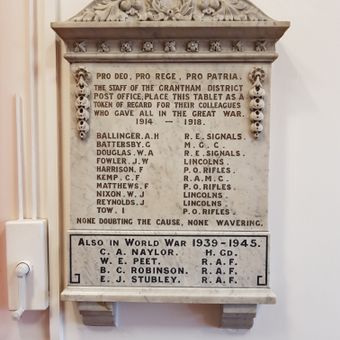 PRO DEO, PRO REGE, PRO PATRIA.
THE STAFF OF THE GRANTHAM DISTRICT
POST OFFICE, PLACE THIS TABLET AS A
TOKEN OF REGARD FOR THEIR COLLEAGUES
WHO GAVE ALL IN THE GREAT WAR.
1914 — 1918.
BALLINGER. A. H R. E. SIGNALS.
BATTERSBY. G M. G. C.
DOUGLAS. W. A R. E. SIGNALS.
FOWLER. J. W LINCOLNS.
HARRISON. F P. O. RIFLES.
KEMP. C. F R. A. M. C.
MATTHEWS. F P. O. RIFLES.
NIXON. W. J LINCOLNS.
REYNOLDS. J LINCOLNS.
TOW. I P. O. RIFLES.
NONE DOUBTING THE CAUSE, NONE WAVERING.
ALSO IN WORLD WAR 1939-1945.
C. A. NAYLOR. H. GD.
W. E. PEET. R. A. F.
B. C. ROBINSON. R. A. F.
E. J. STUBLEY. R. A. F.